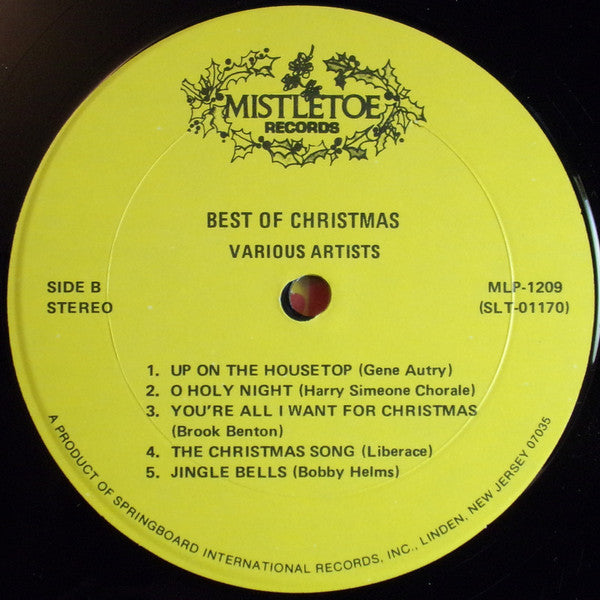 MISTLETOE
RECORDS
BEST OF CHRISTMAS
VARIOUS ARTISTS
SIDE B
STEREO
MLP-1209
(SLT-01170)
1. UP ON THE HOUSETOP (Gene Autry)
2. O HOLY NIGHT (Harry Simeone Chorale)
3. YOU'RE ALL I WANT FOR CHRISTMAS
(Brook Benton)
4. THE CHRISTMAS SONG (Liberace)
5. JINGLE BELLS (Bobby Helms)
A PRODUCT OF SPRINGBOARD INTERNATIONAL RECORDS, INC., LINDEN, NEW JERSEY 07035